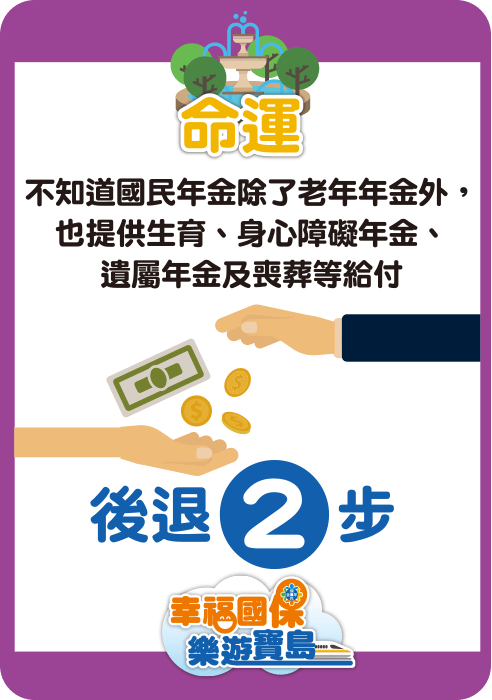 命運
不知道國民年金除了老年年金外，
也提供生育、身心障礙年金、
遺屬年金及喪葬等給付
後退2步
幸福國保
樂遊寶島